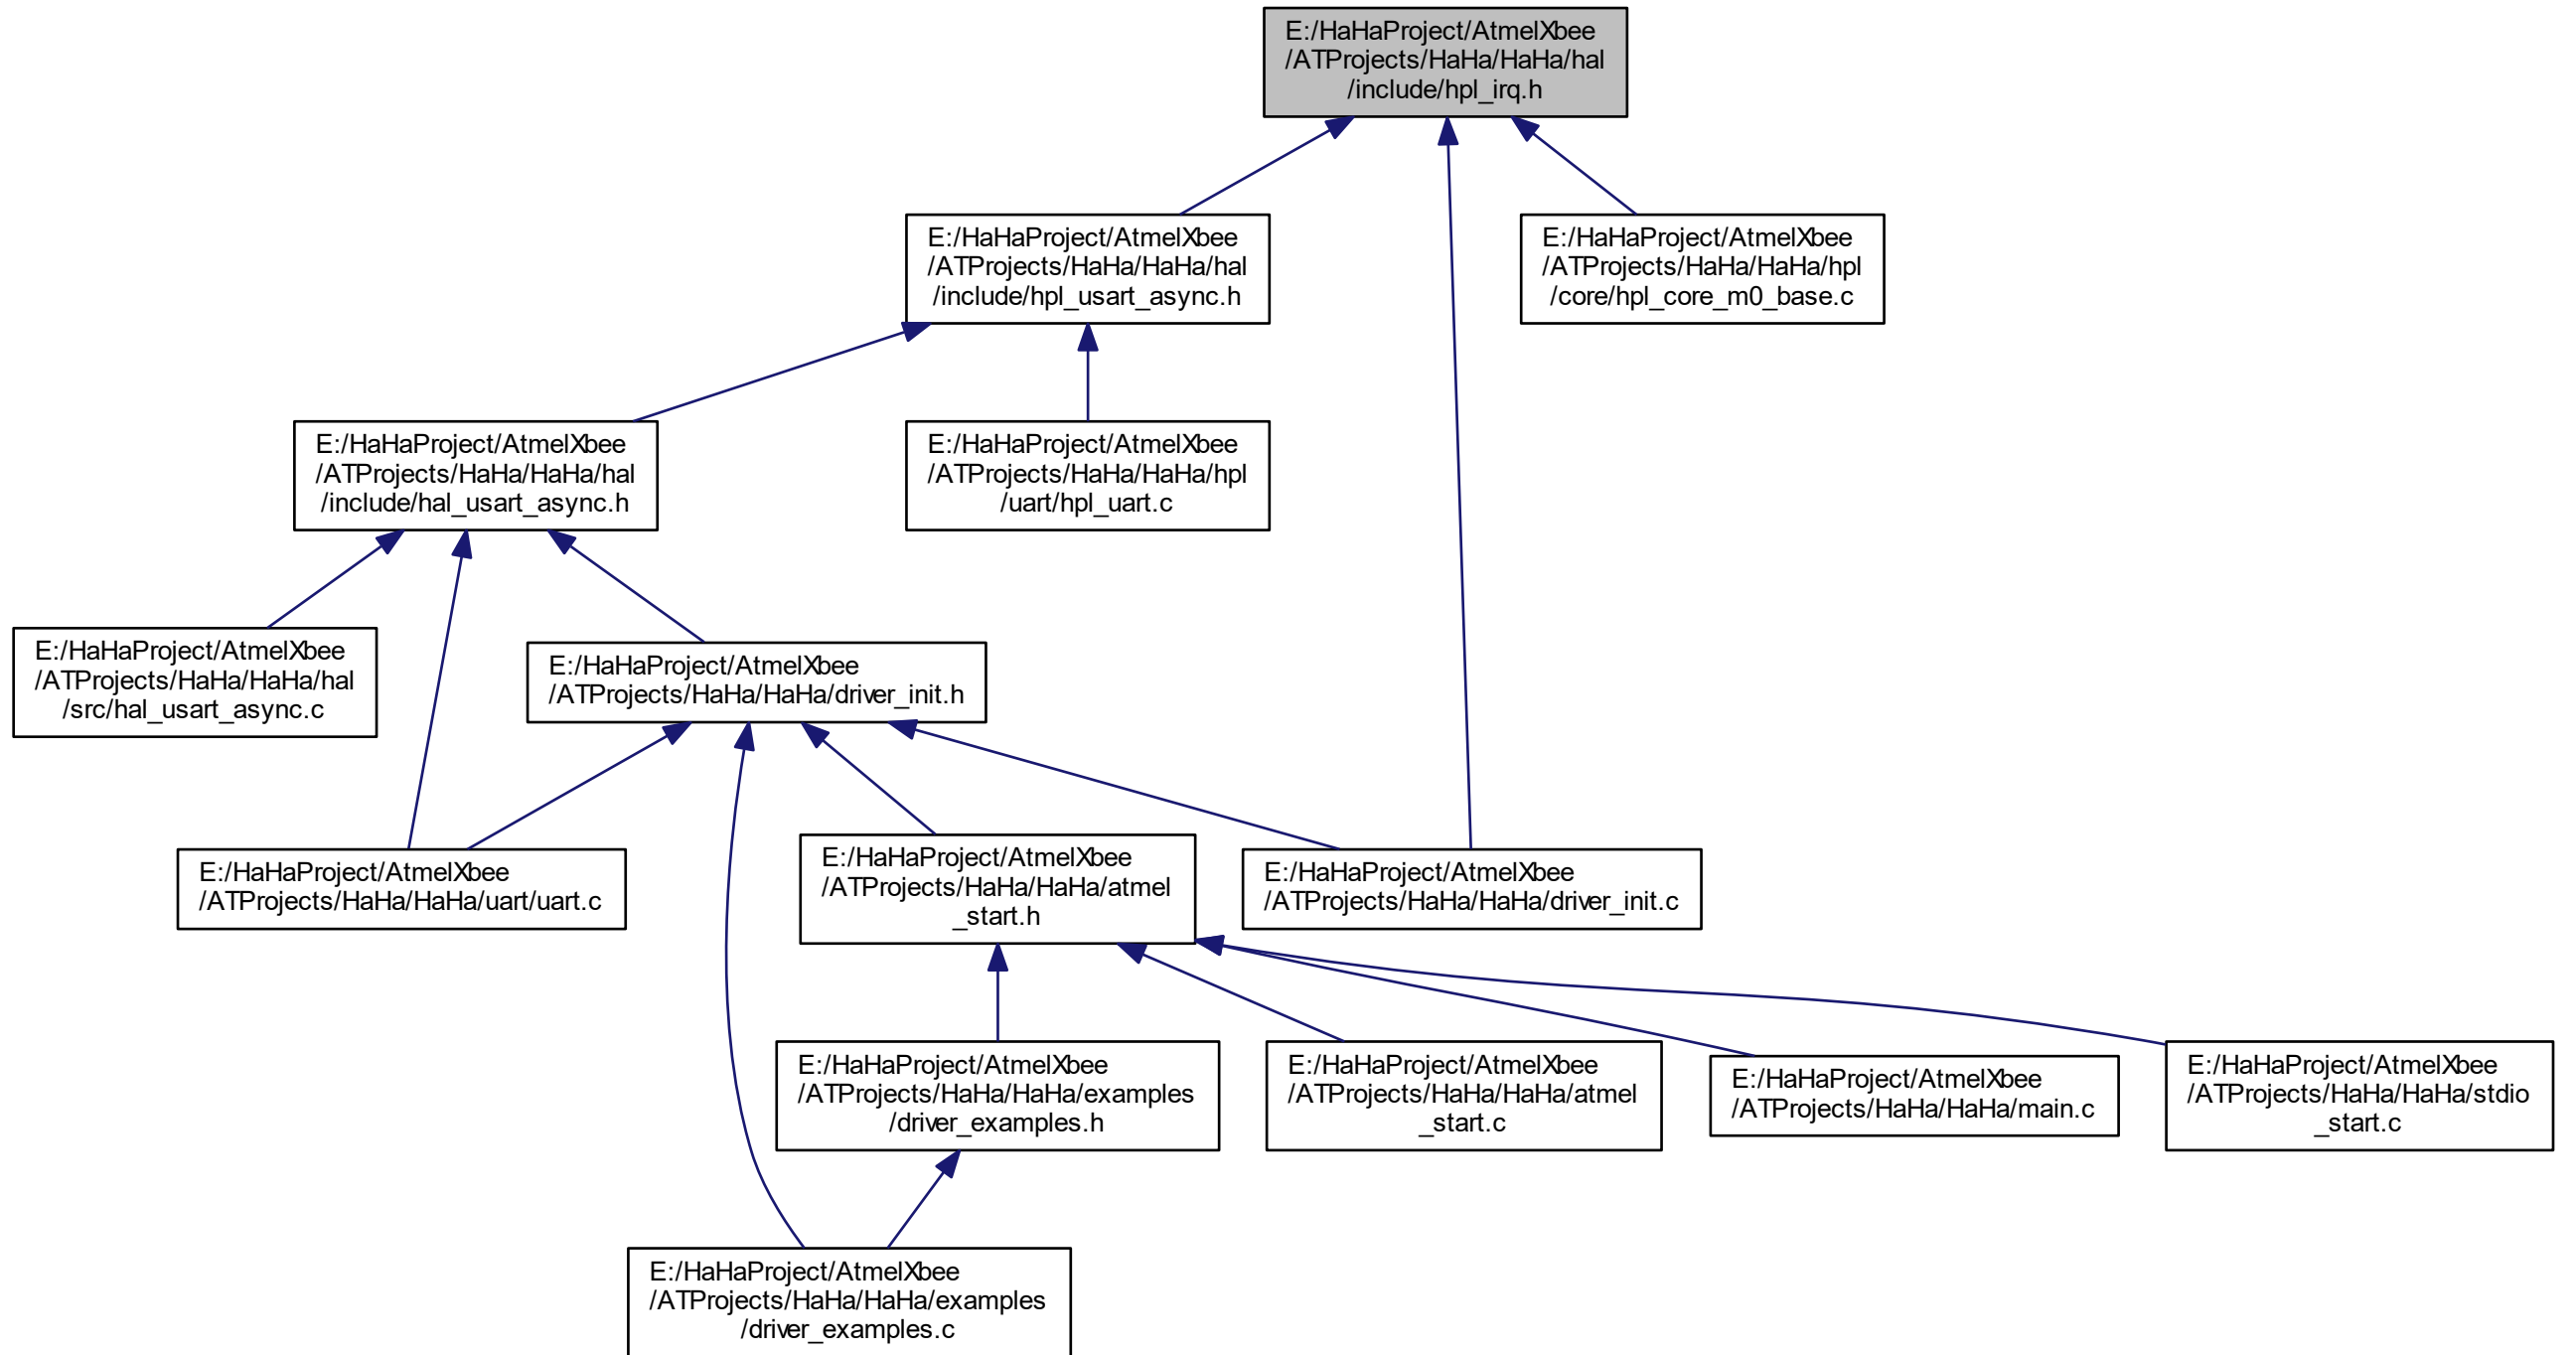 E:/HaHaProject/AtmelXbee
/ATProjects/HaHa/HaHa/hal
/include/hpl_irq.h
E:/HaHaProject/AtmelXbee
/ATProjects/HaHa/HaHa/hal
/include/hpl_usart_async.h
E:/HaHaProject/AtmelXbee
/ATProjects/HaHa/HaHa/hpl
/core/hpl_core_m0_base.c
E:/HaHaProject/AtmelXbee
/ATProjects/HaHa/HaHa/hal
/include/hal_usart_async.h
E:/HaHaProject/AtmelXbee
/ATProjects/HaHa/HaHa/hpl
/uart/hpl_uart.c
E:/HaHaProject/AtmelXbee
/ATProjects/HaHa/HaHa/hal
/src/hal_usart_async.c
E:/HaHaProject/AtmelXbee
/ATProjects/HaHa/HaHa/driver_init.h
E:/HaHaProject/AtmelXbee
/ATProjects/HaHa/HaHa/uart/uart.c
E:/HaHaProject/AtmelXbee
/ATProjects/HaHa/HaHa/atmel
_start.h
E:/HaHaProject/AtmelXbee
/ATProjects/HaHa/HaHa/driver_init.c
E:/HaHaProject/AtmelXbee
/ATProjects/HaHa/HaHa/examples
/driver_examples.h
E:/HaHaProject/AtmelXbee
/ATProjects/HaHa/HaHa/atmel
_start.c
E:/HaHaProject/AtmelXbee
/ATProjects/HaHa/HaHa/main.c
E:/HaHaProject/AtmelXbee
/ATProjects/HaHa/HaHa/stdio
_start.c
E:/HaHaProject/AtmelXbee
/ATProjects/HaHa/HaHa/examples
/driver_examples.c